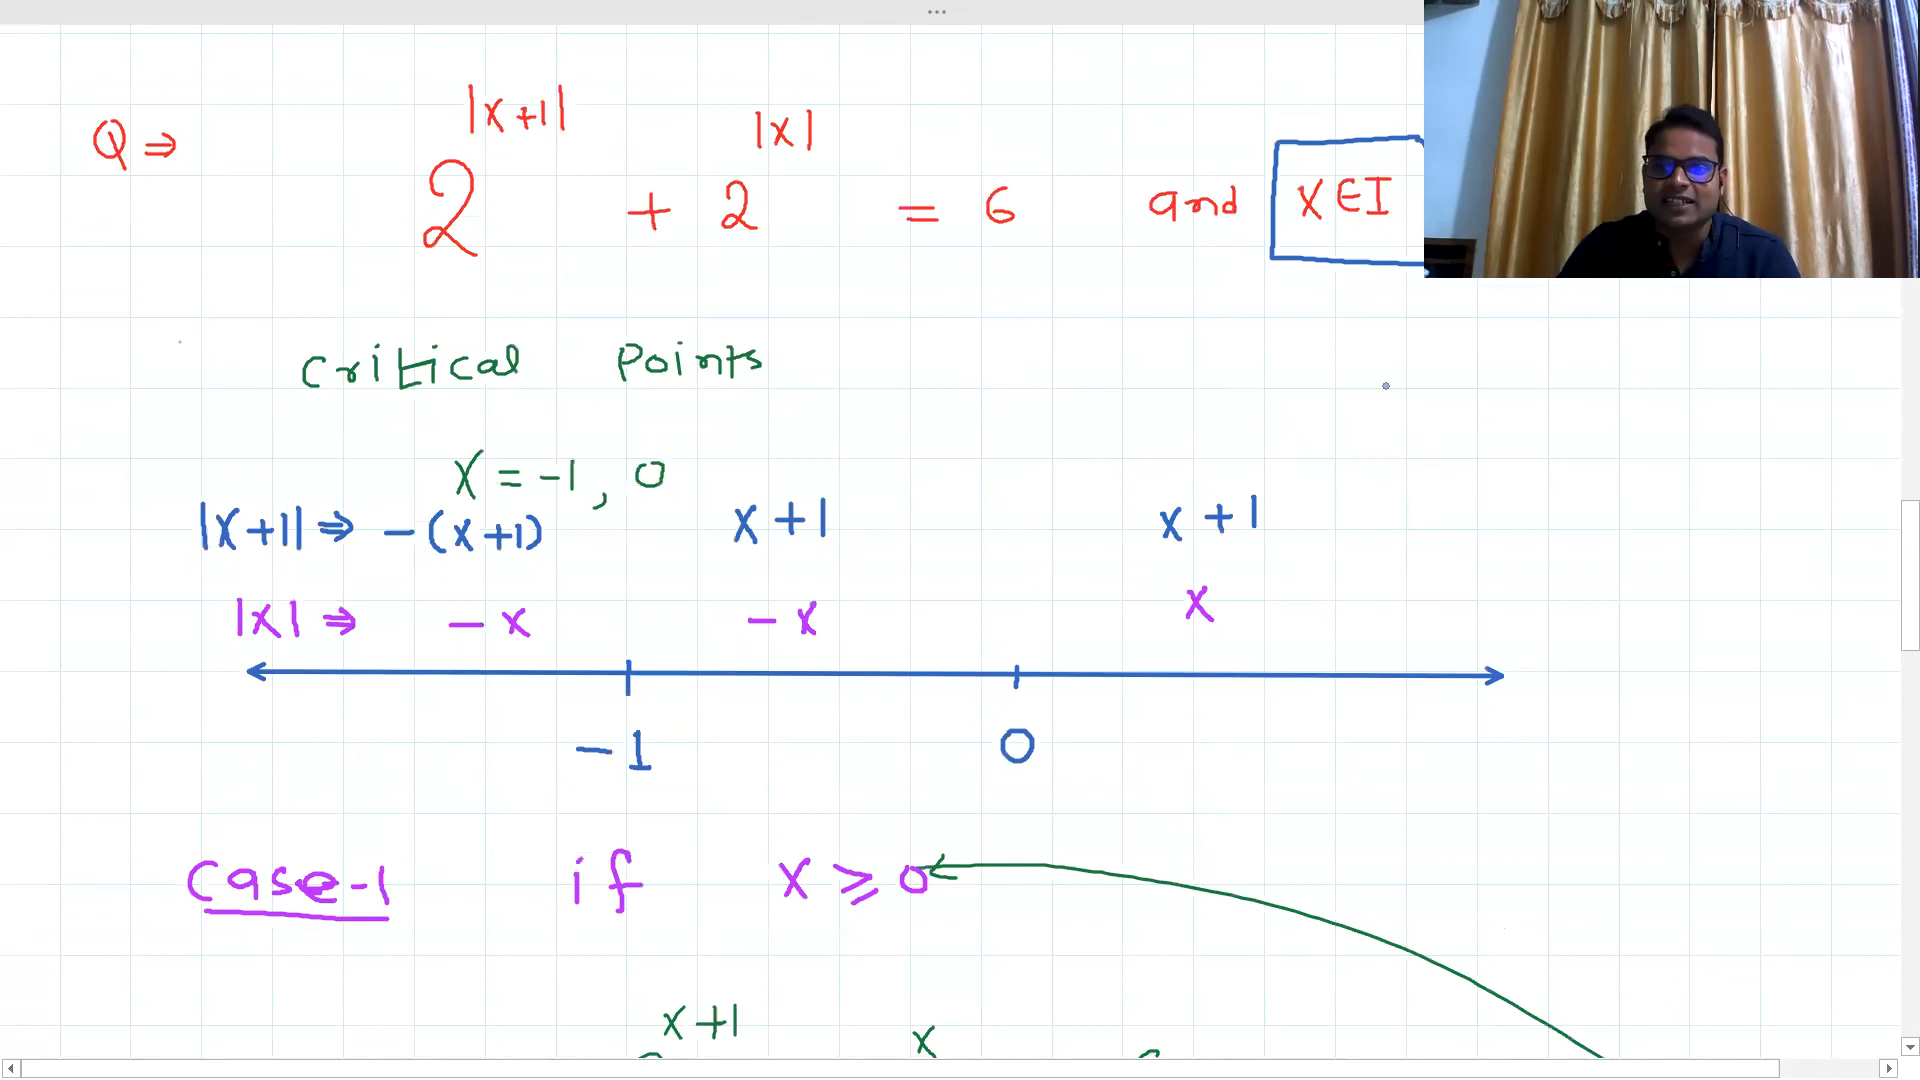 Q ⇒ 2^|x+1| + 2^|x| = 6 and x∈I
Critical Points
x = -1, 0
|x+1| ⇒ -(x+1) x+1 x+1
|x| ⇒ -x -x x
-1 0
Case-1 if x ≥ 0
x+1 x